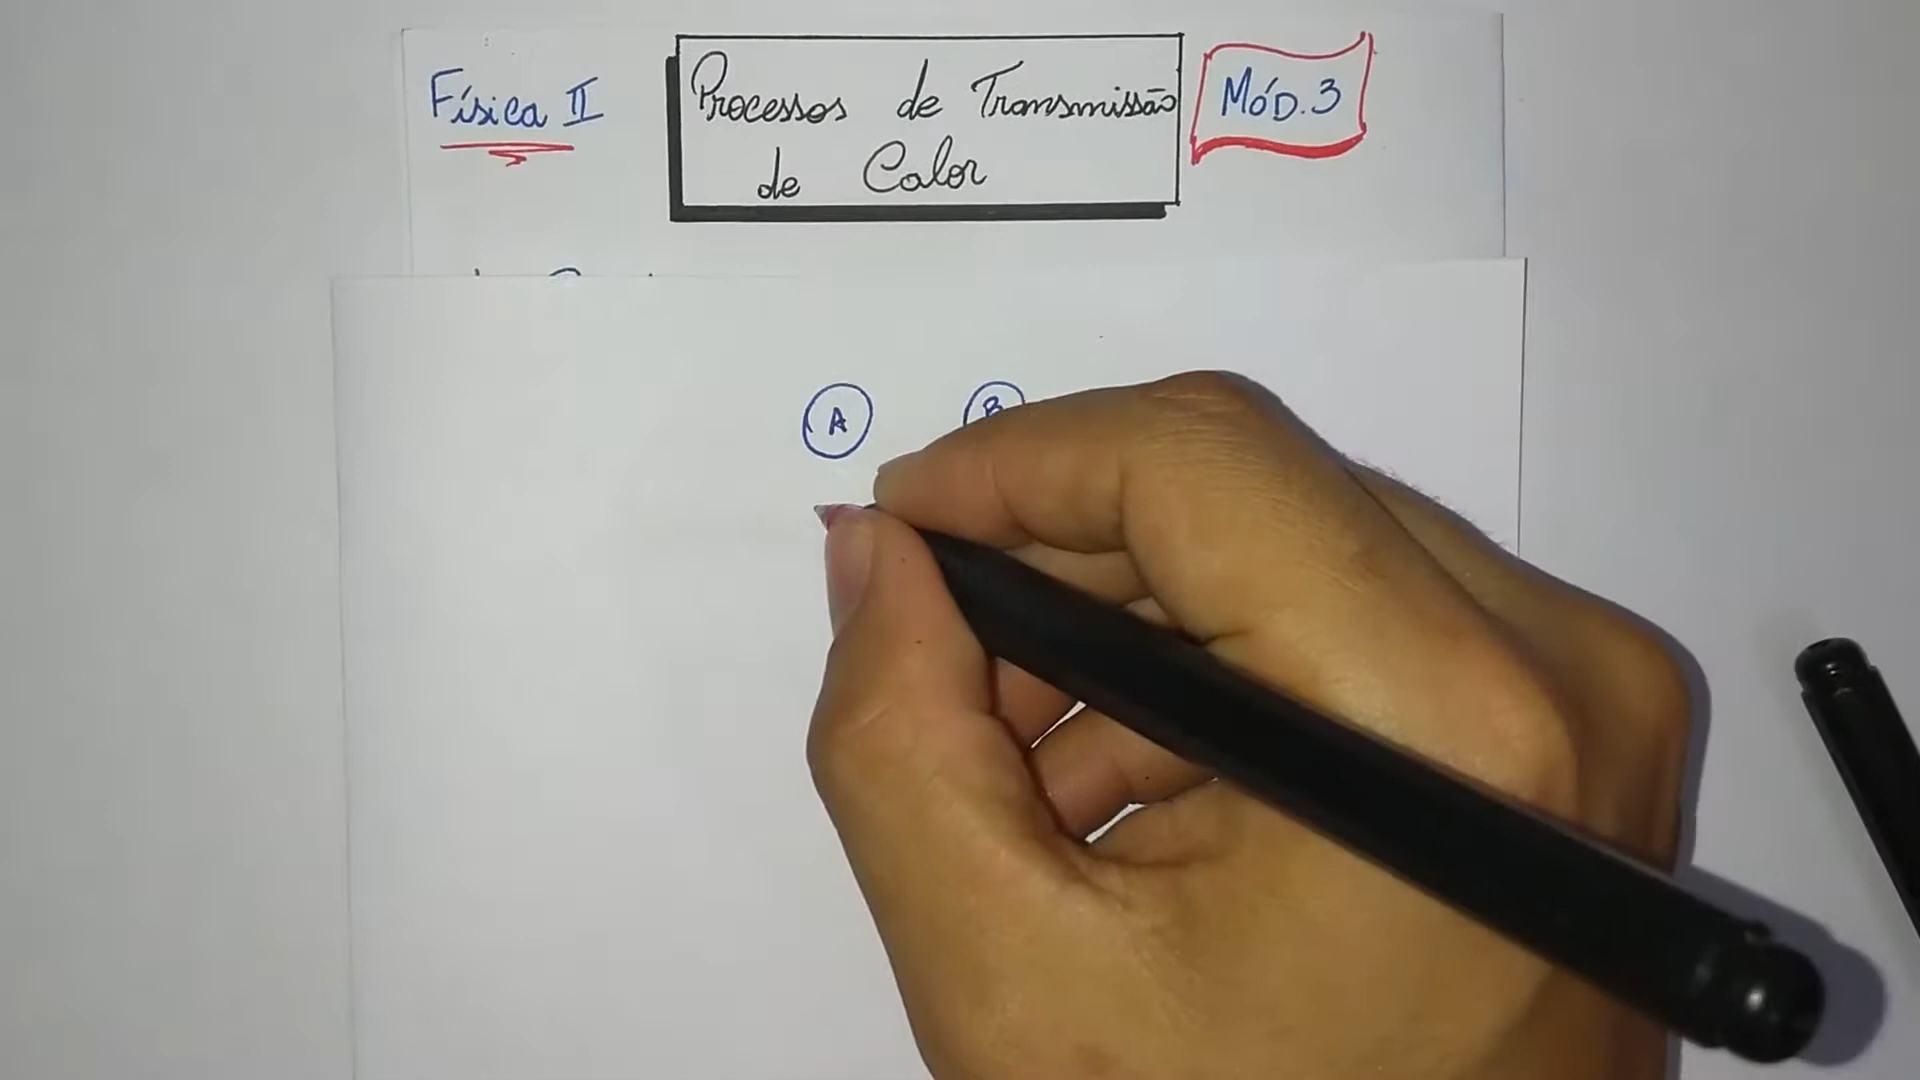 Física II
Processos de Transmissão
de Calor
MÓD. 3
A
B